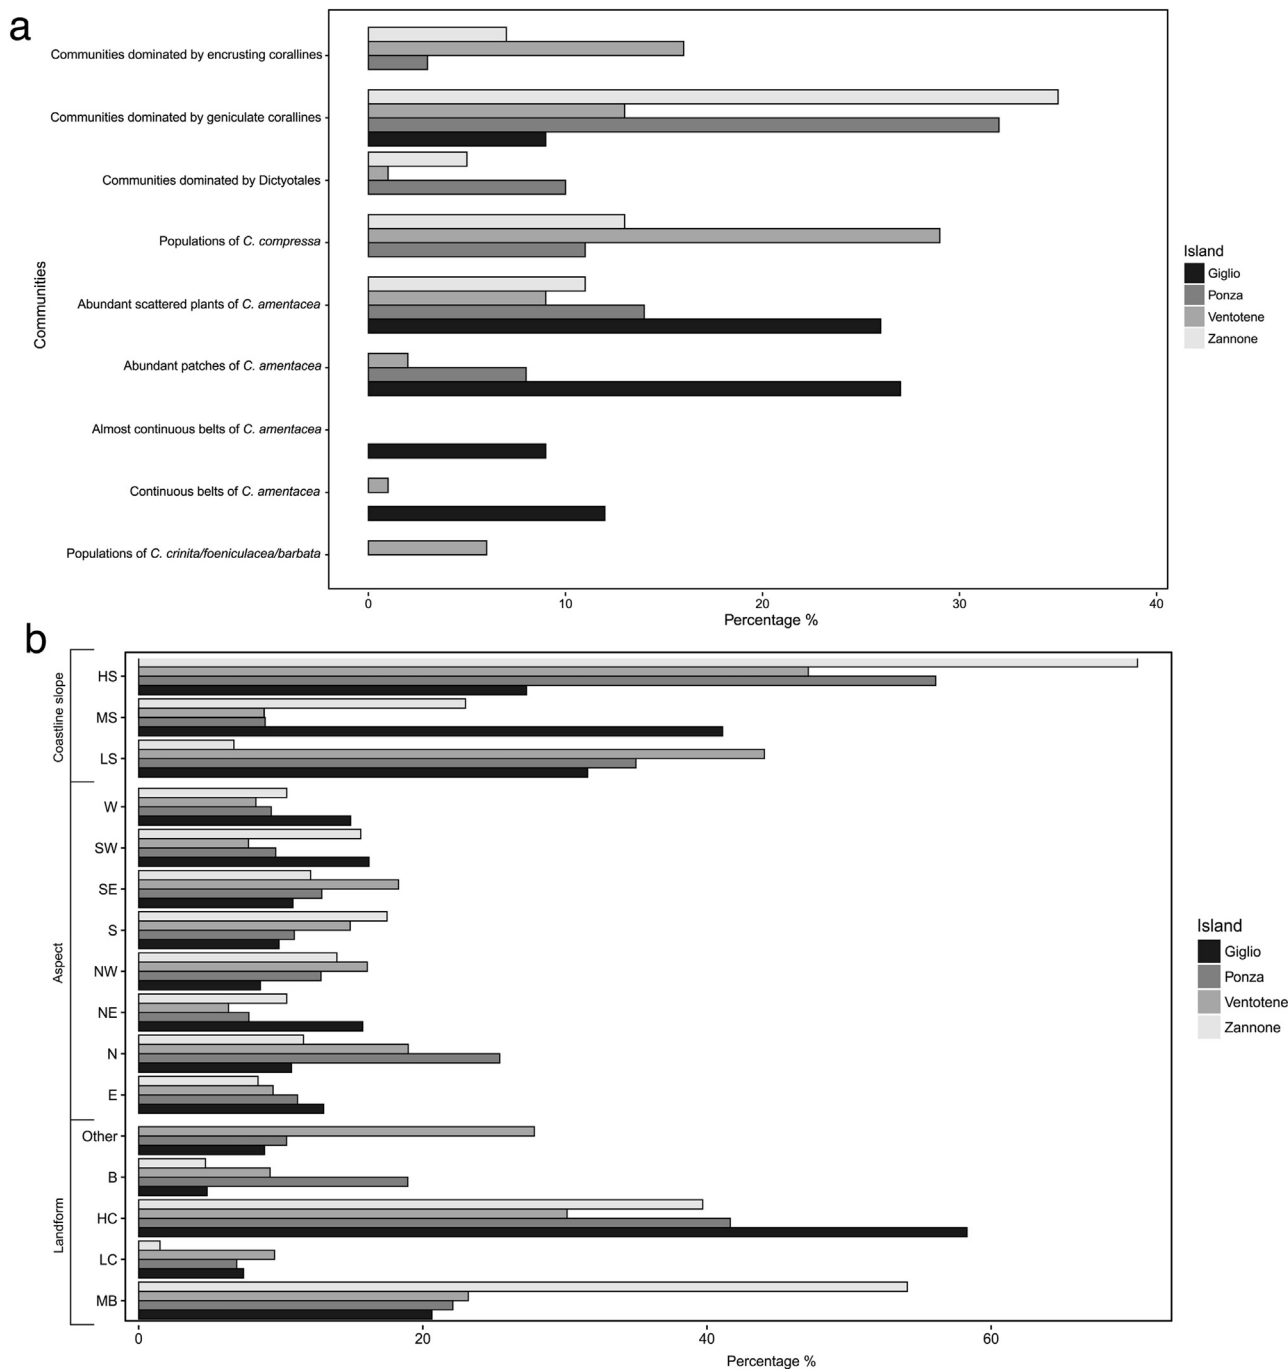 a
Communities dominated by encrusting corallines
Communities dominated by geniculate corallines
Communities dominated by Dictyotales
Populations of C. compressa
Abundant scattered plants of C. amentacea
Abundant patches of C. amentacea
Almost continuous belts of C. amentacea
Continuous belts of C. amentacea
Populations of C. crinita/foeniculacea/barbata
Communities
0 10 20 30 40
Percentage %
Island
Giglio
Ponza
Ventotene
Zannone
b
Coastline slope
HS
MS
LS
Aspect
W
SW
SE
S
NW
NE
N
E
Landform
Other
B
HC
LC
MB
0 20 40 60
Percentage %
Island
Giglio
Ponza
Ventotene
Zannone